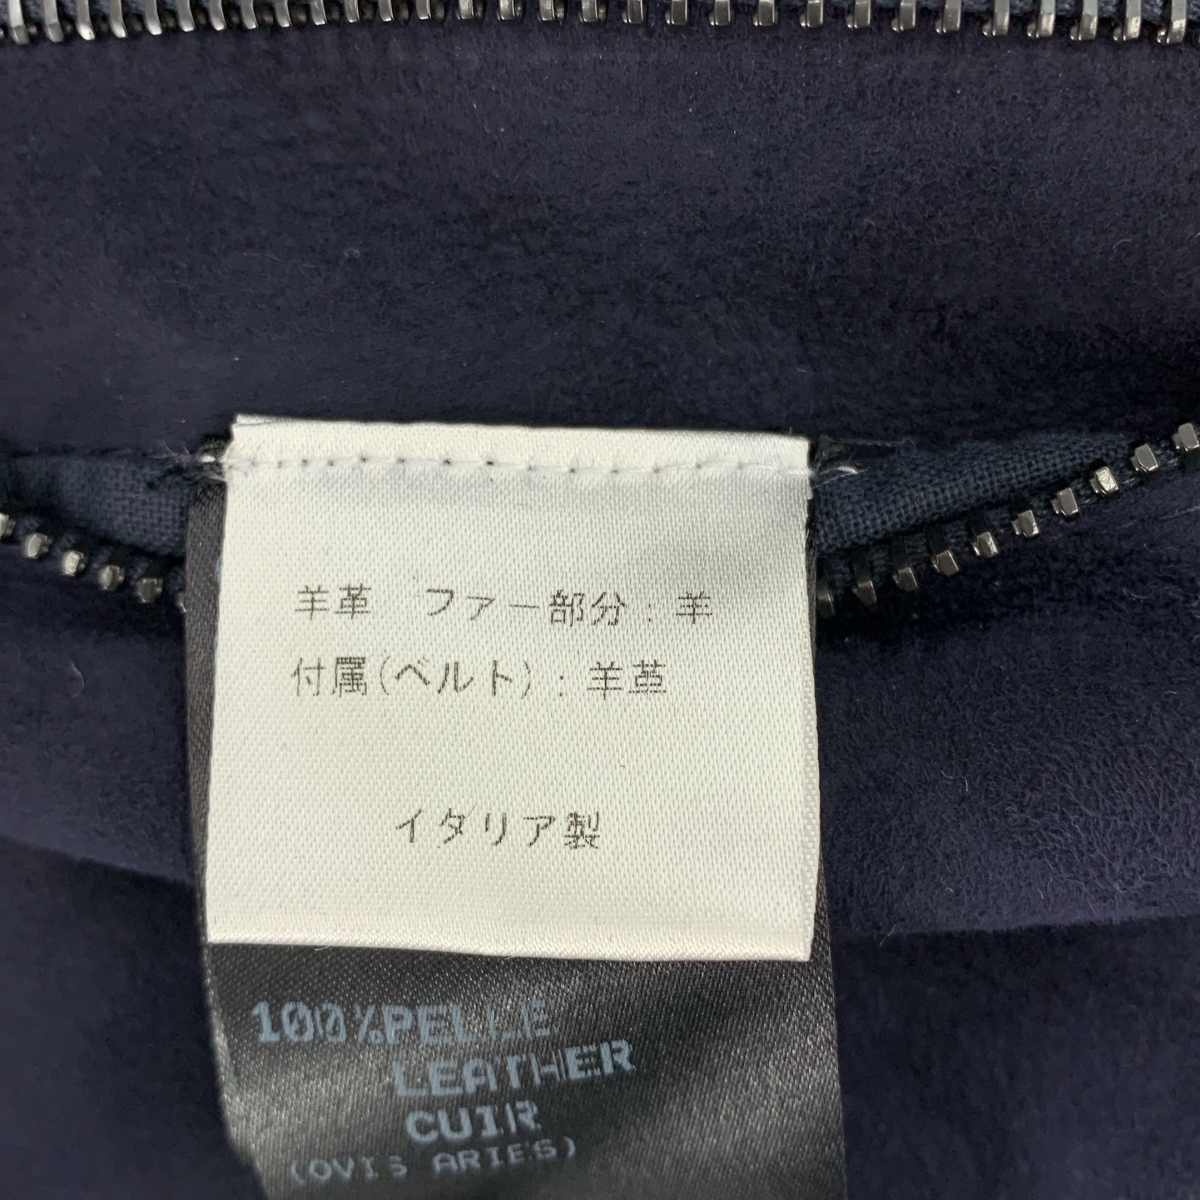 羊革　ファー部分：羊
付属(ベルト)：羊革
イタリア製
100%PELLE
LEATHER
CUIR
(OVIS ARIES)